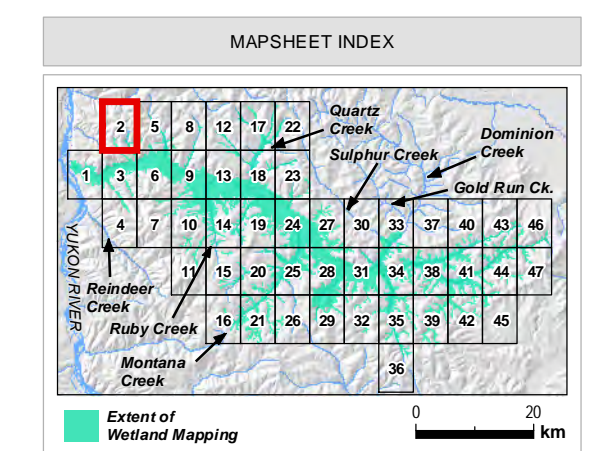 MAPSHEET INDEX
Quartz
Creek
Dominion
Creek
Sulphur Creek
Gold Run Ck.
2 5 8 12 17 22
1 3 6 9 13 18 23
4 7 10 14 19 24 27 30 33 37 40 43 46
11 15 20 25 28 31 34 38 41 44 47
16 21 26 29 32 35 39 42 45
36
YUKON RIVER
Reindeer
Creek
Ruby Creek
Montana
Creek
Extent of
Wetland Mapping
0 20
km